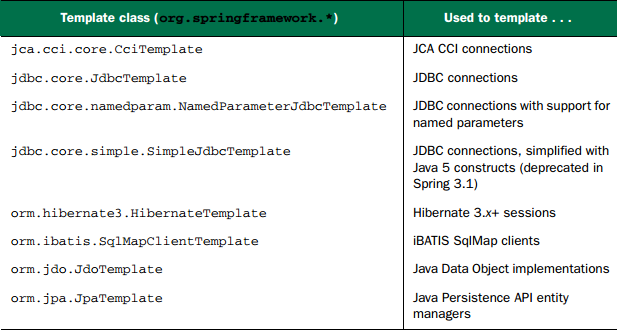 Template class (org.springframework.*) Used to template . . .
jca.cci.core.CciTemplate JCA CCI connections
jdbc.core.JdbcTemplate JDBC connections
jdbc.core.namedparam.NamedParameterJdbcTemplate JDBC connections with support for
named parameters
jdbc.core.simple.SimpleJdbcTemplate JDBC connections, simplified with
Java 5 constructs (deprecated in
Spring 3.1)
orm.hibernate3.HibernateTemplate Hibernate 3.x+ sessions
orm.ibatis.SqlMapClientTemplate iBATIS SqlMap clients
orm.jdo.JdoTemplate Java Data Object implementations
orm.jpa.JpaTemplate Java Persistence API entity
managers